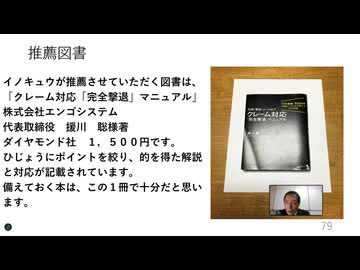 推薦図書
イノキュウが推薦させていただく図書は、
「クレーム対応「完全撃退」マニュアル」
株式会社エンゴシステム
代表取締役　援川　聡様著
ダイヤモンド社　１，５００円です。
ひじょうにポイントを絞り、的を得た解説
と対応が記載されています。
備えておく本は、この１冊で十分だと思い
ます。
クレーム対応
「完全撃退」マニュアル
79